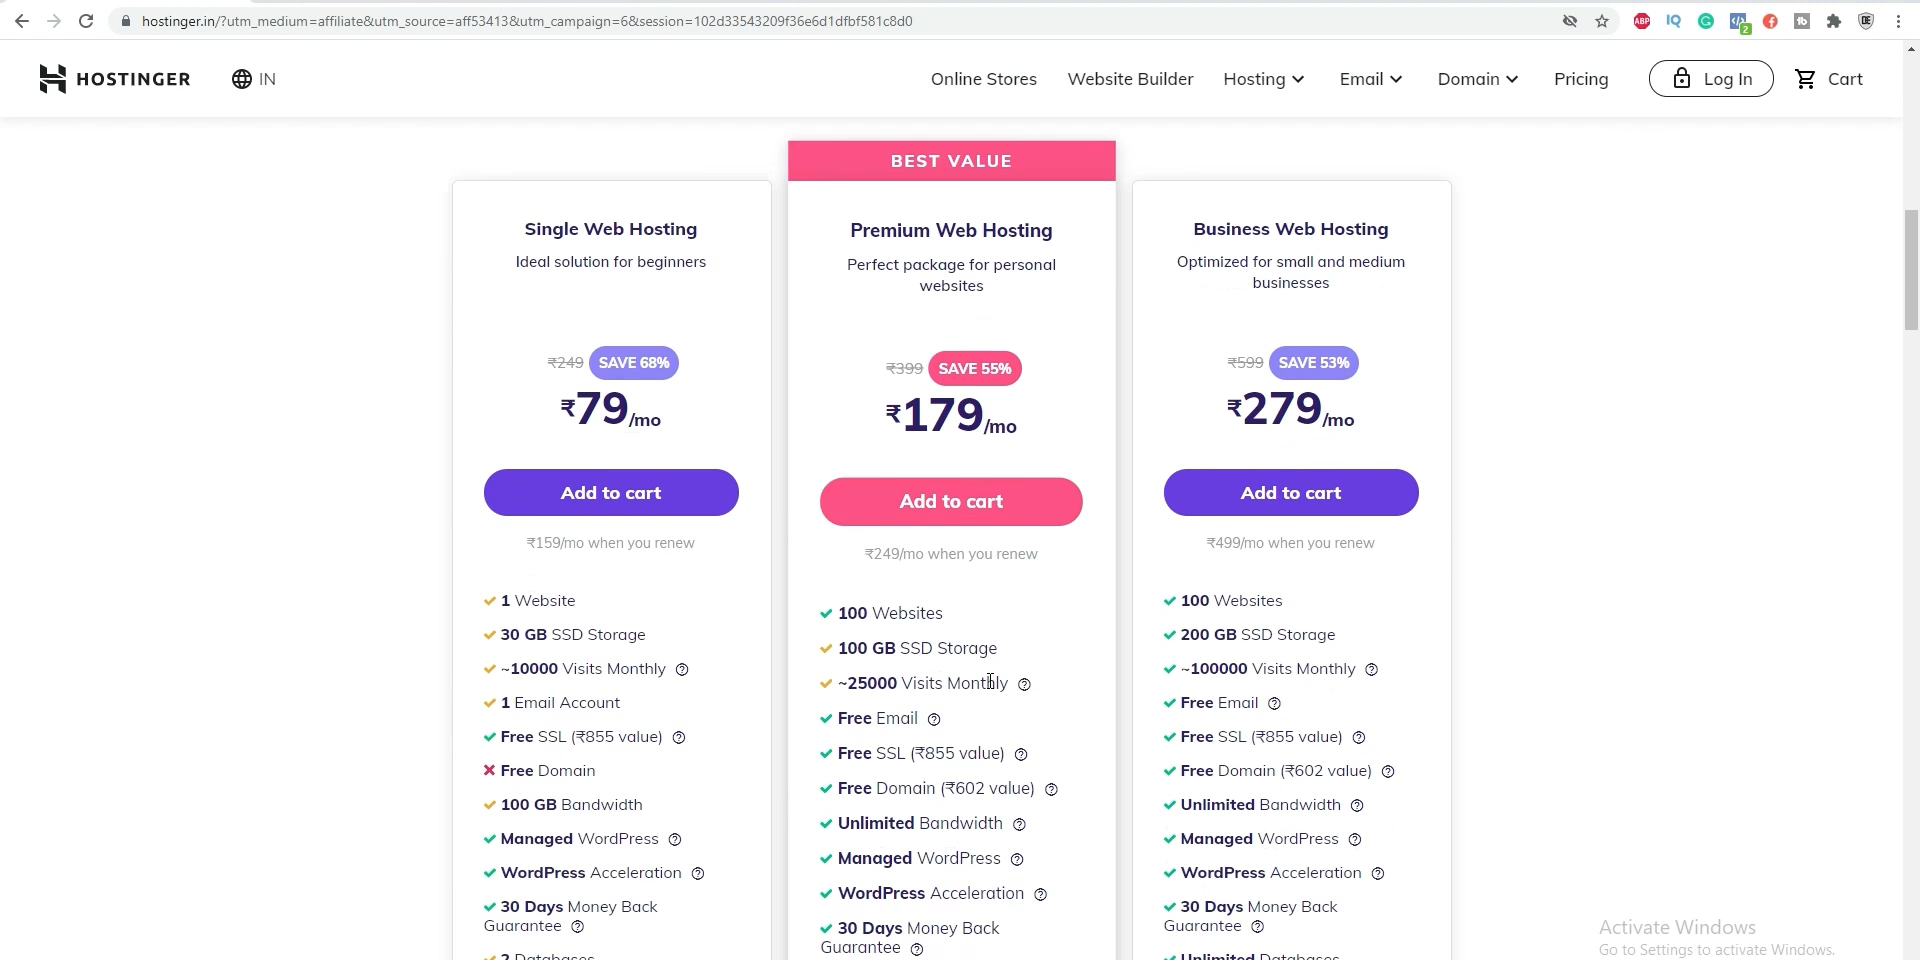 hostinger.in/?utm_medium=affiliate&utm_source=aff53413&utm_campaign=6&session=102d33543209f36e6d1dfbf581c8d0
ABP
IQ
2
HOSTINGER
IN
Online Stores
Website Builder
Hosting
Email
Domain
Pricing
Log In
Cart
BEST VALUE
Single Web Hosting
Ideal solution for beginners
₹249 SAVE 68%
₹79/mo
Add to cart
₹159/mo when you renew
1 Website
30 GB SSD Storage
~10000 Visits Monthly
1 Email Account
Free SSL (₹855 value)
Free Domain
100 GB Bandwidth
Managed WordPress
WordPress Acceleration
30 Days Money Back
Guarantee
2 Databases
Premium Web Hosting
Perfect package for personal
websites
₹399 SAVE 55%
₹179/mo
Add to cart
₹249/mo when you renew
100 Websites
100 GB SSD Storage
~25000 Visits Monthly
Free Email
Free SSL (₹855 value)
Free Domain (₹602 value)
Unlimited Bandwidth
Managed WordPress
WordPress Acceleration
30 Days Money Back
Guarantee
Business Web Hosting
Optimized for small and medium
businesses
₹599 SAVE 53%
₹279/mo
Add to cart
₹499/mo when you renew
100 Websites
200 GB SSD Storage
~100000 Visits Monthly
Free Email
Free SSL (₹855 value)
Free Domain (₹602 value)
Unlimited Bandwidth
Managed WordPress
WordPress Acceleration
30 Days Money Back
Guarantee
Unlimited Databases
Activate Windows
Go to Settings to activate Windows.